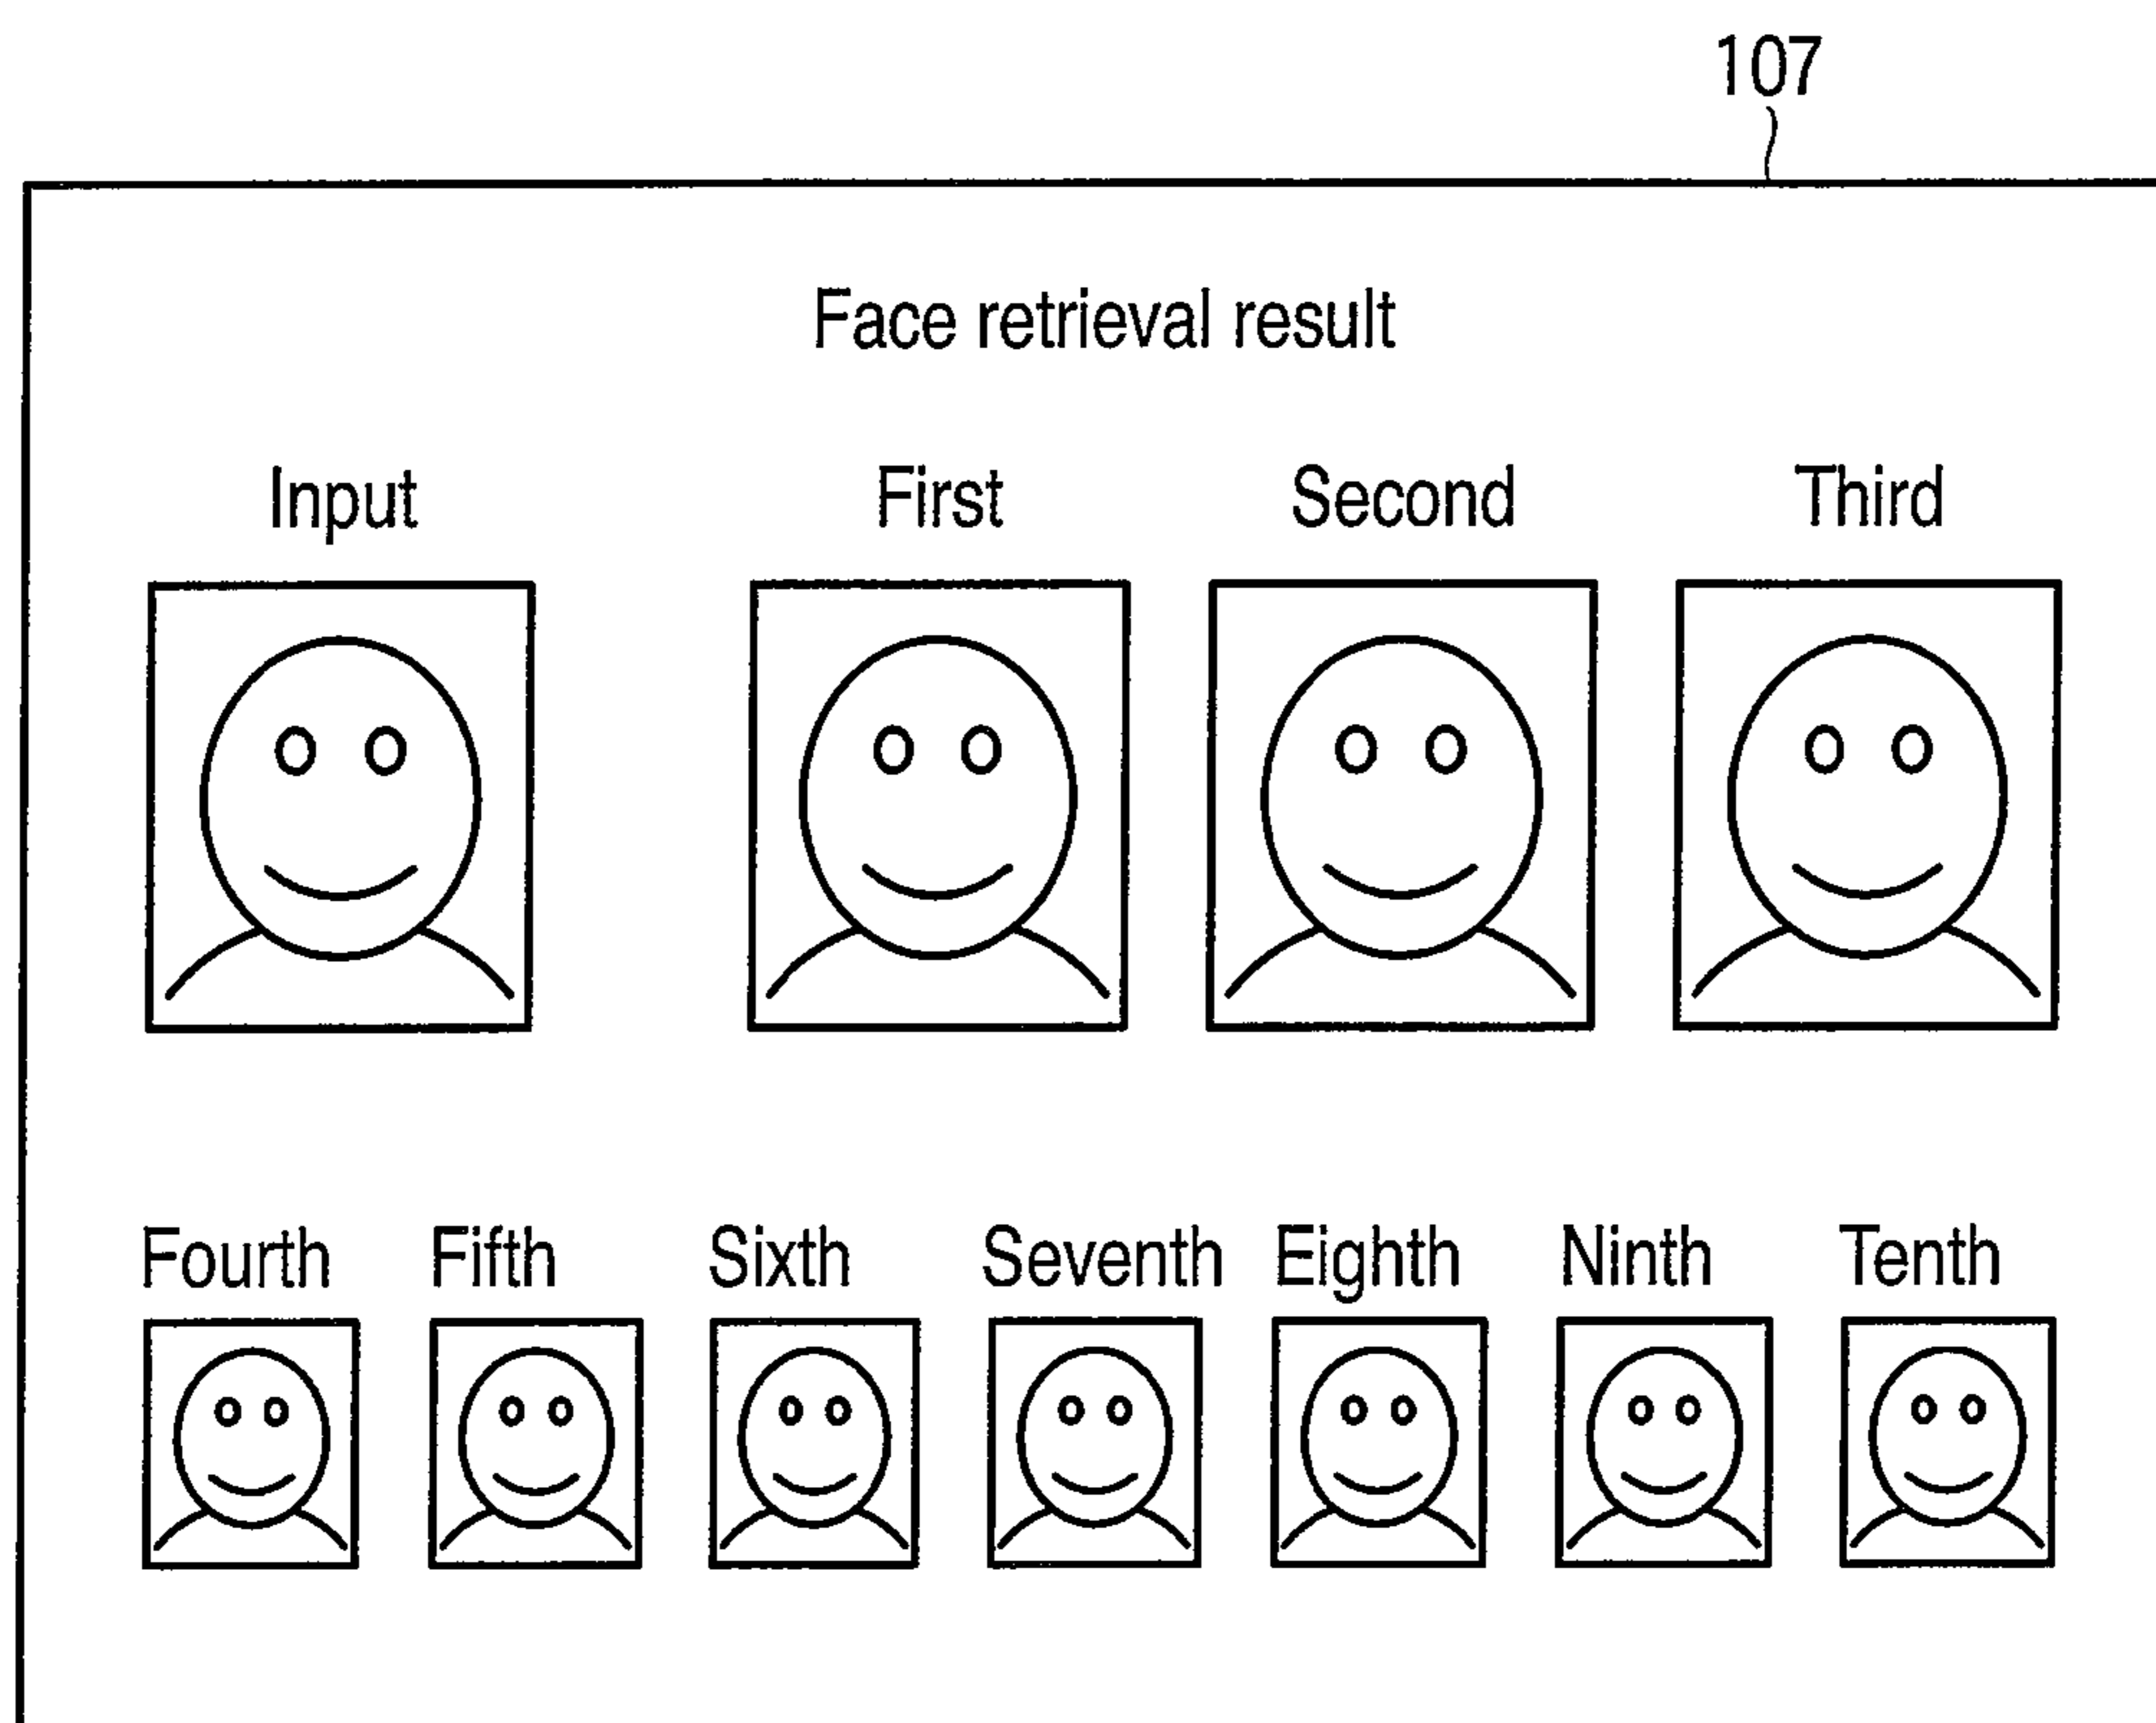 107
Face retrieval result
Input First Second Third
Fourth Fifth Sixth Seventh Eighth Ninth Tenth